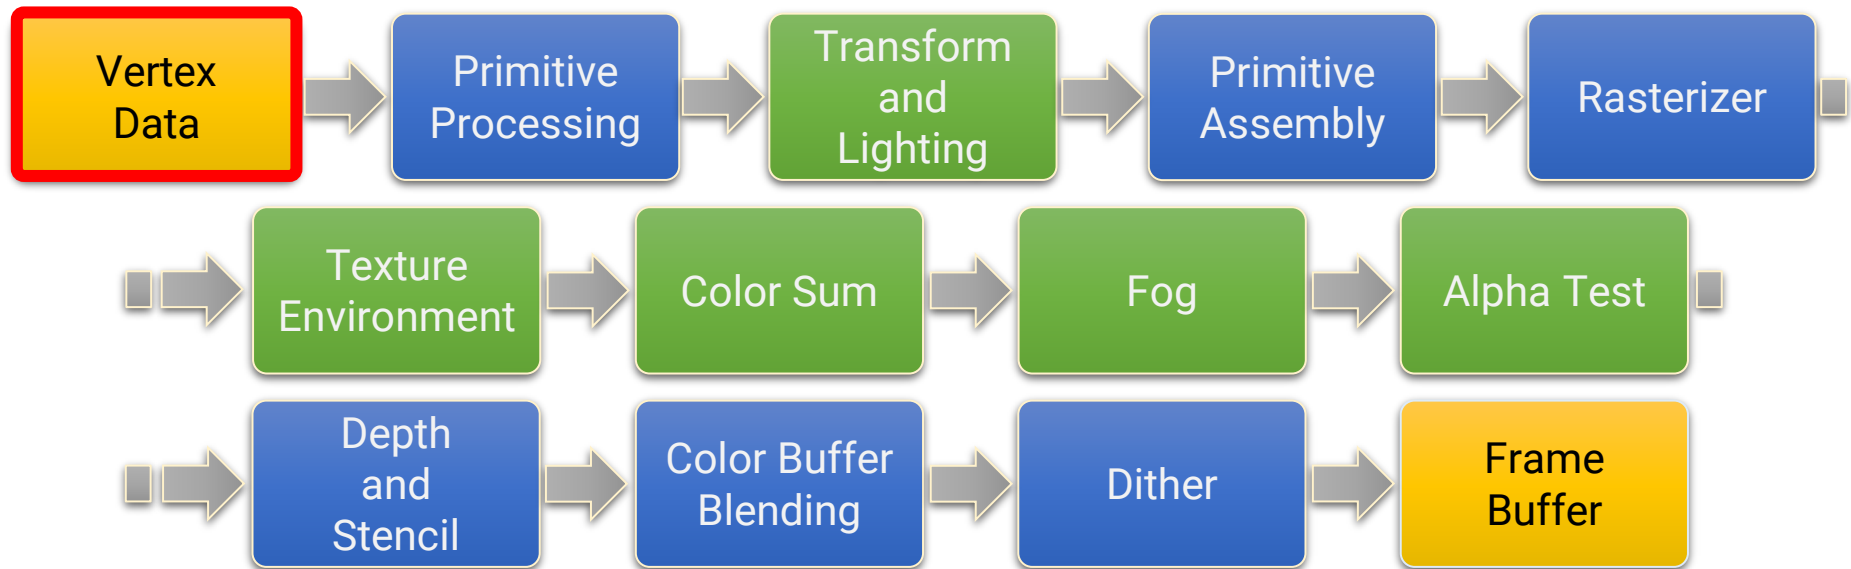 Vertex
Data
Primitive
Processing
Transform
and
Lighting
Primitive
Assembly
Rasterizer
Texture
Environment
Color Sum
Fog
Alpha Test
Depth
and
Stencil
Color Buffer
Blending
Dither
Frame
Buffer